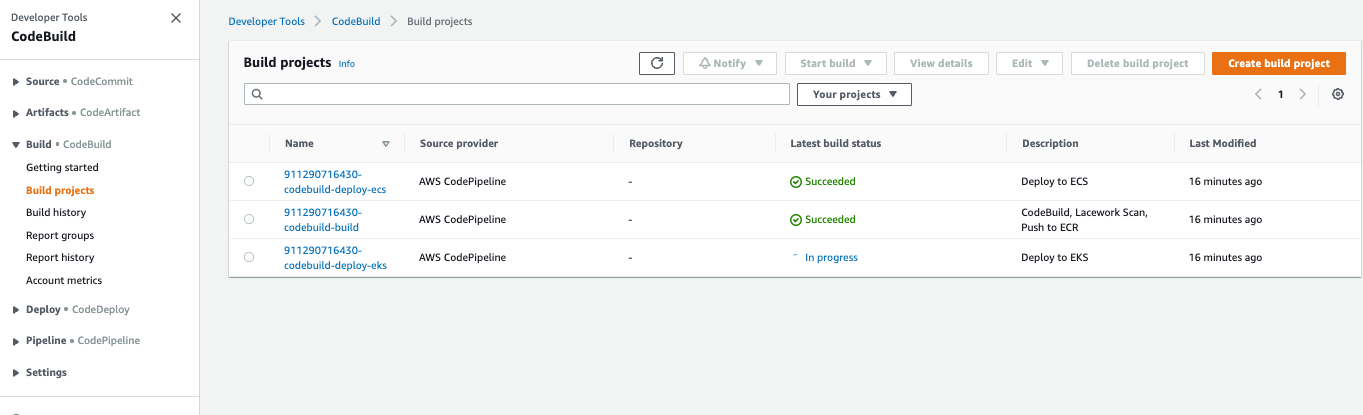 Developer Tools
CodeBuild
Source • CodeCommit
Artifacts • CodeArtifact
Build • CodeBuild
Getting started
Build projects
Build history
Report groups
Report history
Account metrics
Deploy • CodeDeploy
Pipeline • CodePipeline
Settings
Developer Tools CodeBuild Build projects
Build projects Info Notify Start build View details Edit Delete build project Create build project
Your projects 1
Name Source provider Repository Latest build status Description Last Modified
911290716430-
codebuild-deploy-ecs AWS CodePipeline - Succeeded Deploy to ECS 16 minutes ago
911290716430-
codebuild-build AWS CodePipeline - Succeeded CodeBuild, Lacework Scan,
Push to ECR 16 minutes ago
911290716430-
codebuild-deploy-eks AWS CodePipeline - In progress Deploy to EKS 16 minutes ago